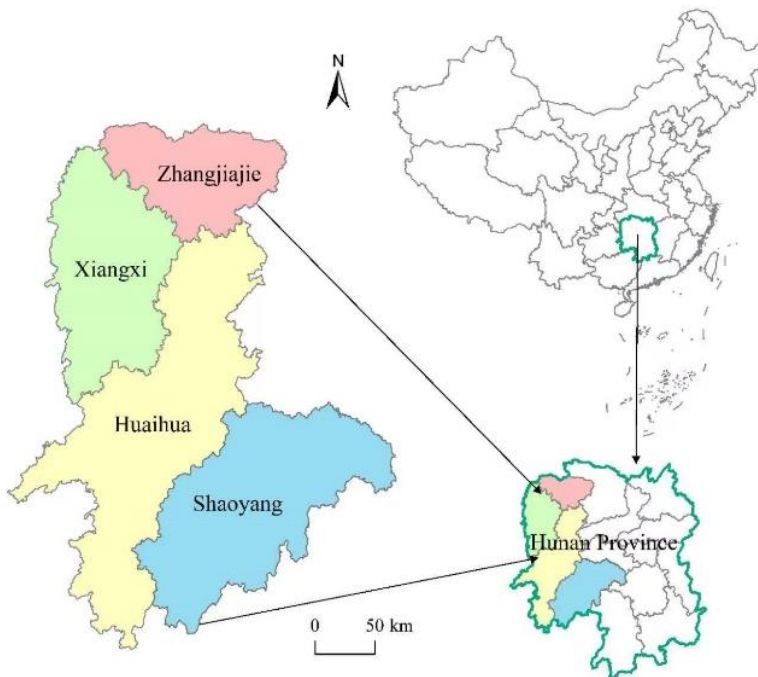 N
Zhangjiajie
Xiangxi
Huaihua
Shaoyang
Hunan Province
0 50 km